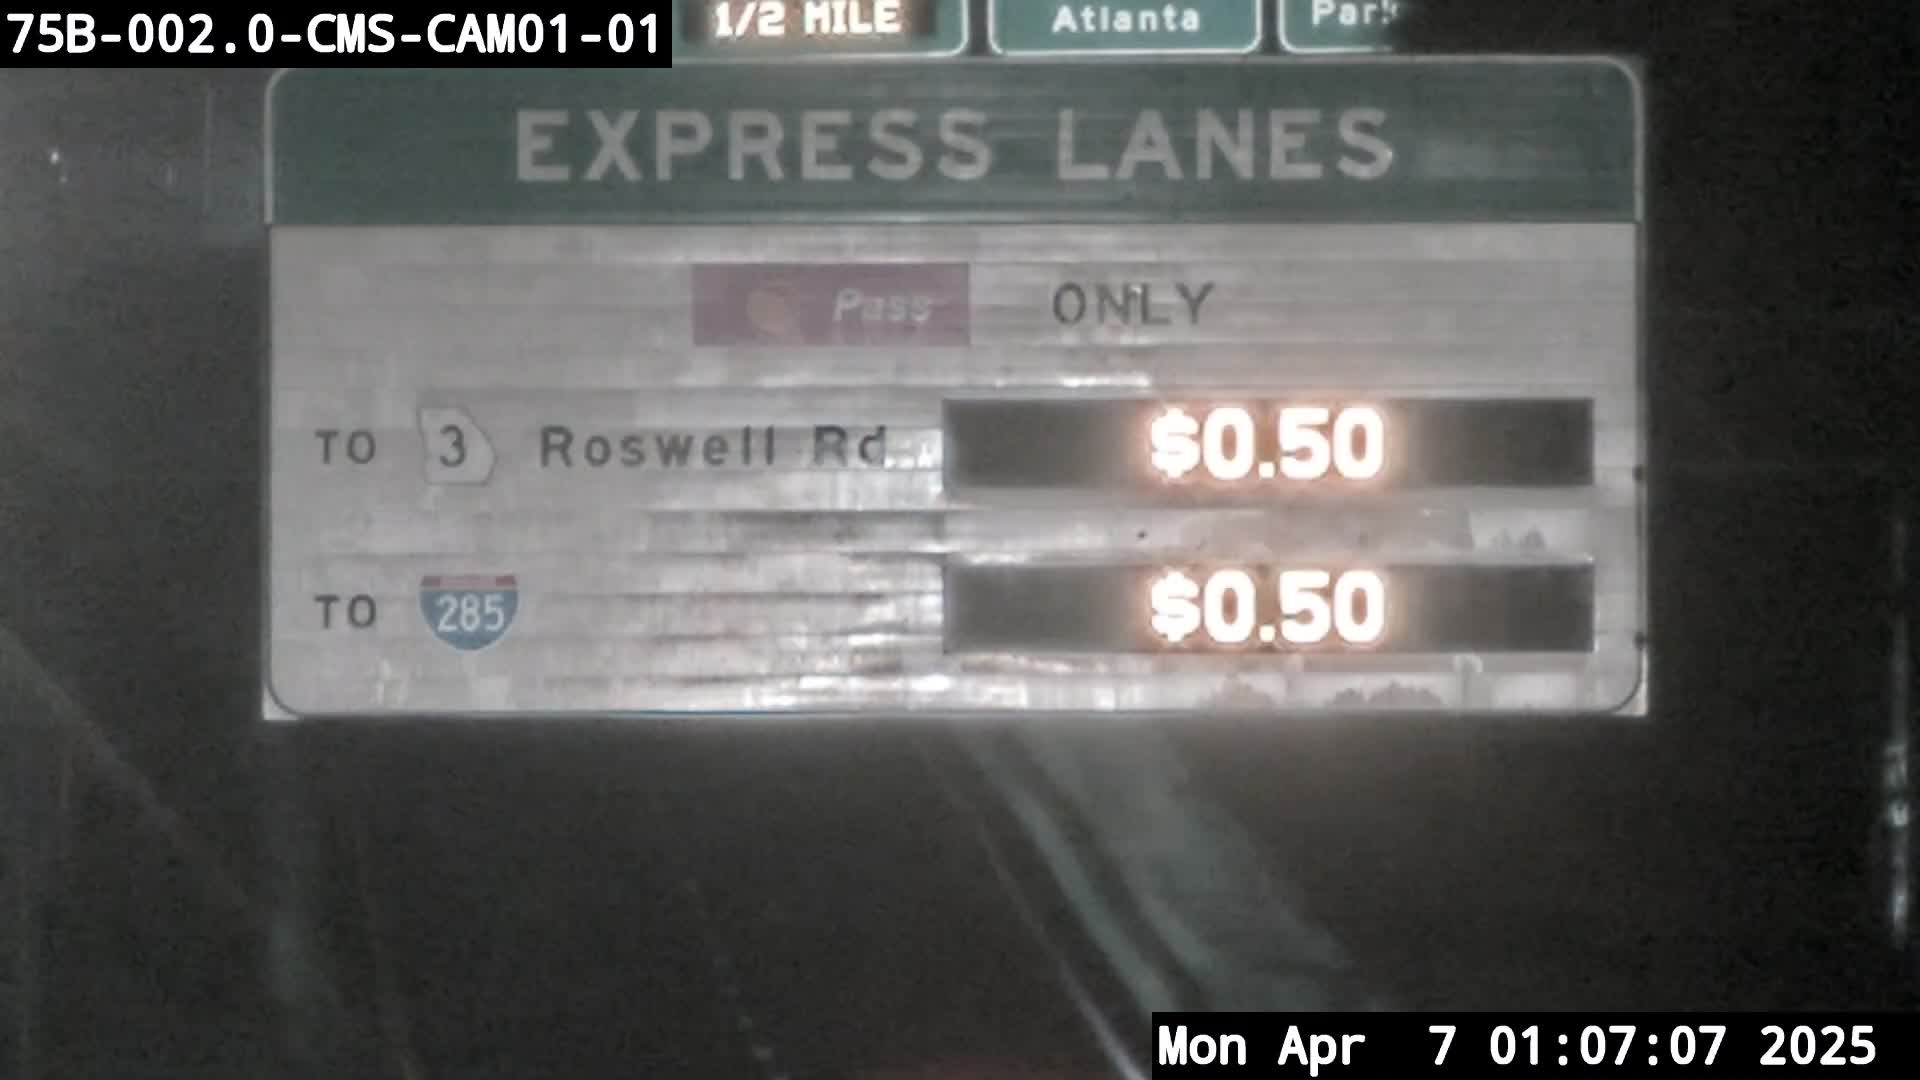 75B-002.0-CMS-CAM01-01
1/2 MILE
Atlanta
EXPRESS LANES
Pass ONLY
TO 3 Roswell Rd $0.50
TO 285 $0.50
Mon Apr 7 01:07:07 2025